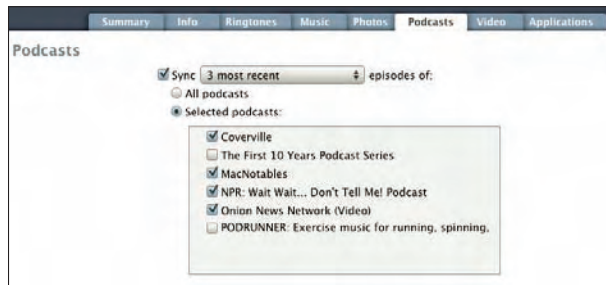 Summary Info Ringtones Music Photos Podcasts Video Applications
Podcasts
Sync 3 most recent episodes of:
All podcasts
Selected podcasts:
Coverville
The First 10 Years Podcast Series
MacNotables
NPR: Wait Wait... Don't Tell Me! Podcast
Onion News Network (Video)
PODRUNNER: Exercise music for running, spinning,